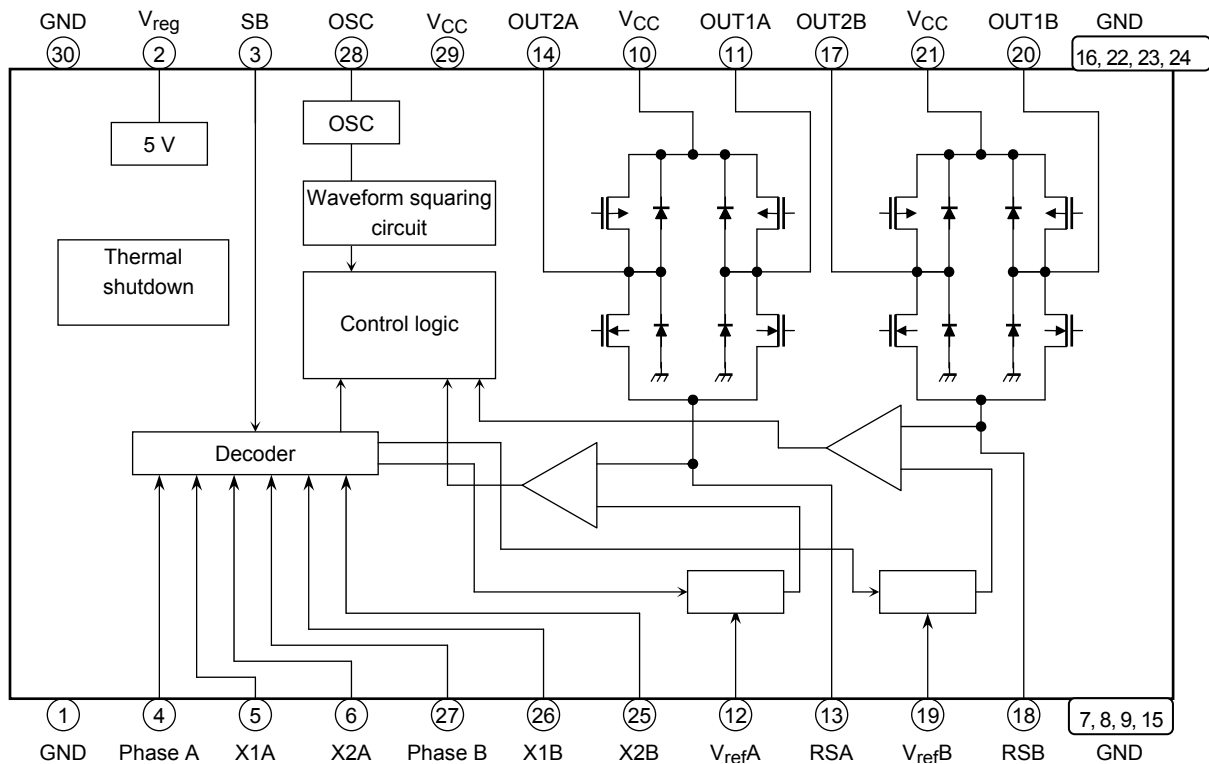 GND Vreg SB OSC VCC OUT2A VCC OUT1A OUT2B VCC OUT1B GND
30 2 3 28 29 14 10 11 17 21 20 16, 22, 23, 24
5 V
OSC
Waveform squaring
circuit
Thermal
shutdown
Control logic
Decoder
1 4 5 6 27 26 25 12 13 19 18 7, 8, 9, 15
GND Phase A X1A X2A Phase B X1B X2B VrefA RSA VrefB RSB GND